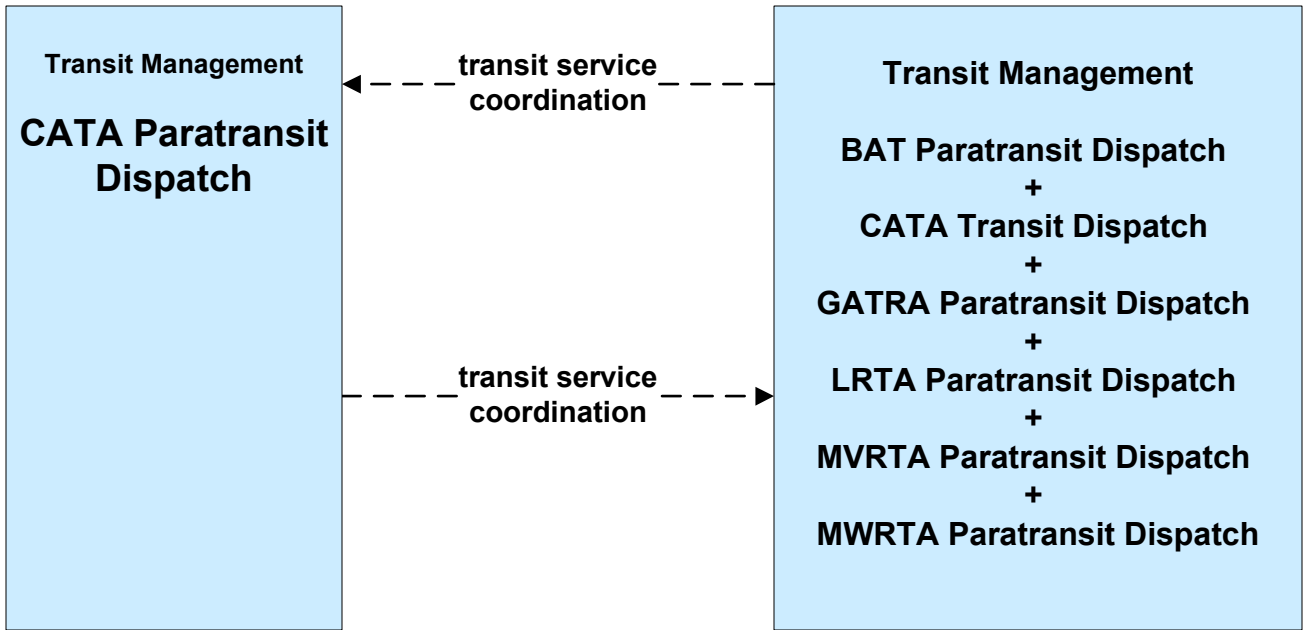 Transit Management
CATA Paratransit
Dispatch
transit service
coordination
transit service
coordination
Transit Management
BAT Paratransit Dispatch
+
CATA Transit Dispatch
+
GATRA Paratransit Dispatch
+
LRTA Paratransit Dispatch
+
MVRTA Paratransit Dispatch
+
MWRTA Paratransit Dispatch